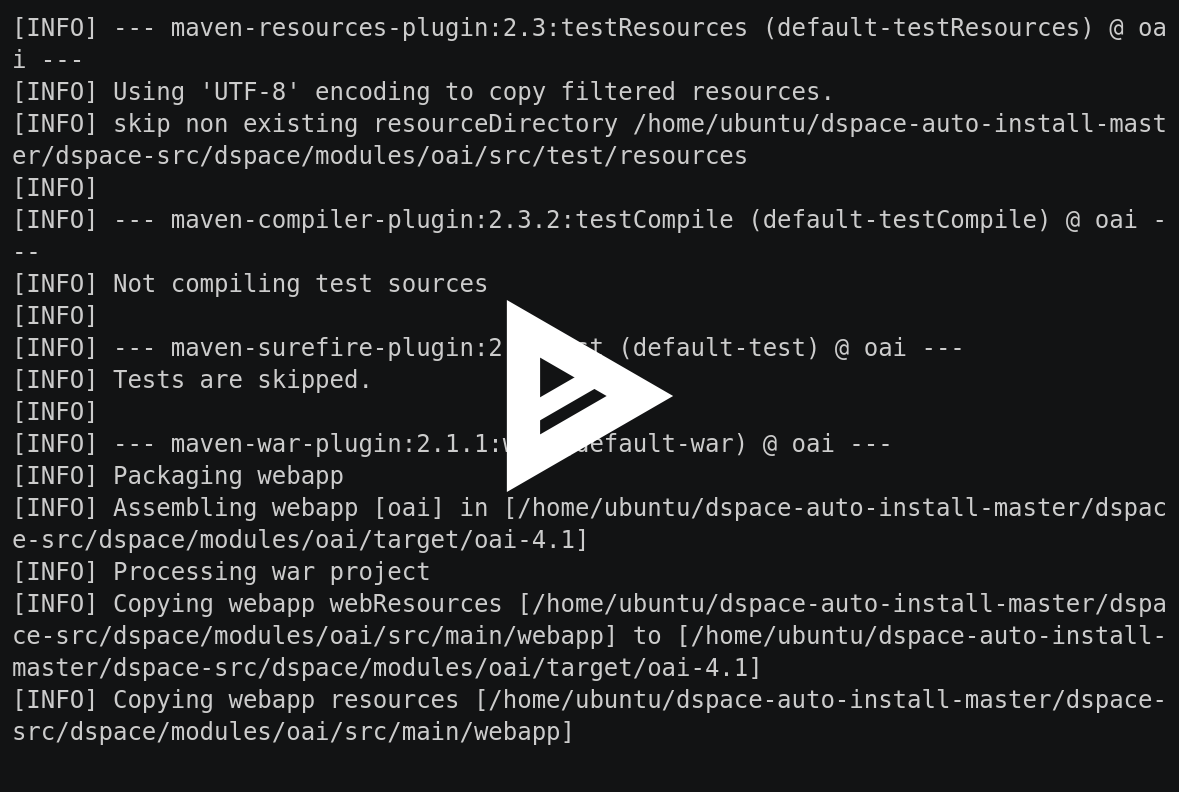 [INFO] --- maven-resources-plugin:2.3:testResources (default-testResources) @ oa
i ---
[INFO] Using 'UTF-8' encoding to copy filtered resources.
[INFO] skip non existing resourceDirectory /home/ubuntu/dspace-auto-install-mast
er/dspace-src/dspace/modules/oai/src/test/resources
[INFO]
[INFO] --- maven-compiler-plugin:2.3.2:testCompile (default-testCompile) @ oai -
--
[INFO] Not compiling test sources
[INFO]
[INFO] --- maven-surefire-plugin:2 (default-test) @ oai ---
[INFO] Tests are skipped.
[INFO]
[INFO] --- maven-war-plugin:2.1.1: default-war) @ oai ---
[INFO] Packaging webapp
[INFO] Assembling webapp [oai] in [/home/ubuntu/dspace-auto-install-master/dspac
e-src/dspace/modules/oai/target/oai-4.1]
[INFO] Processing war project
[INFO] Copying webapp webResources [/home/ubuntu/dspace-auto-install-master/dspa
ce-src/dspace/modules/oai/src/main/webapp] to [/home/ubuntu/dspace-auto-install-
master/dspace-src/dspace/modules/oai/target/oai-4.1]
[INFO] Copying webapp resources [/home/ubuntu/dspace-auto-install-master/dspace-
src/dspace/modules/oai/src/main/webapp]